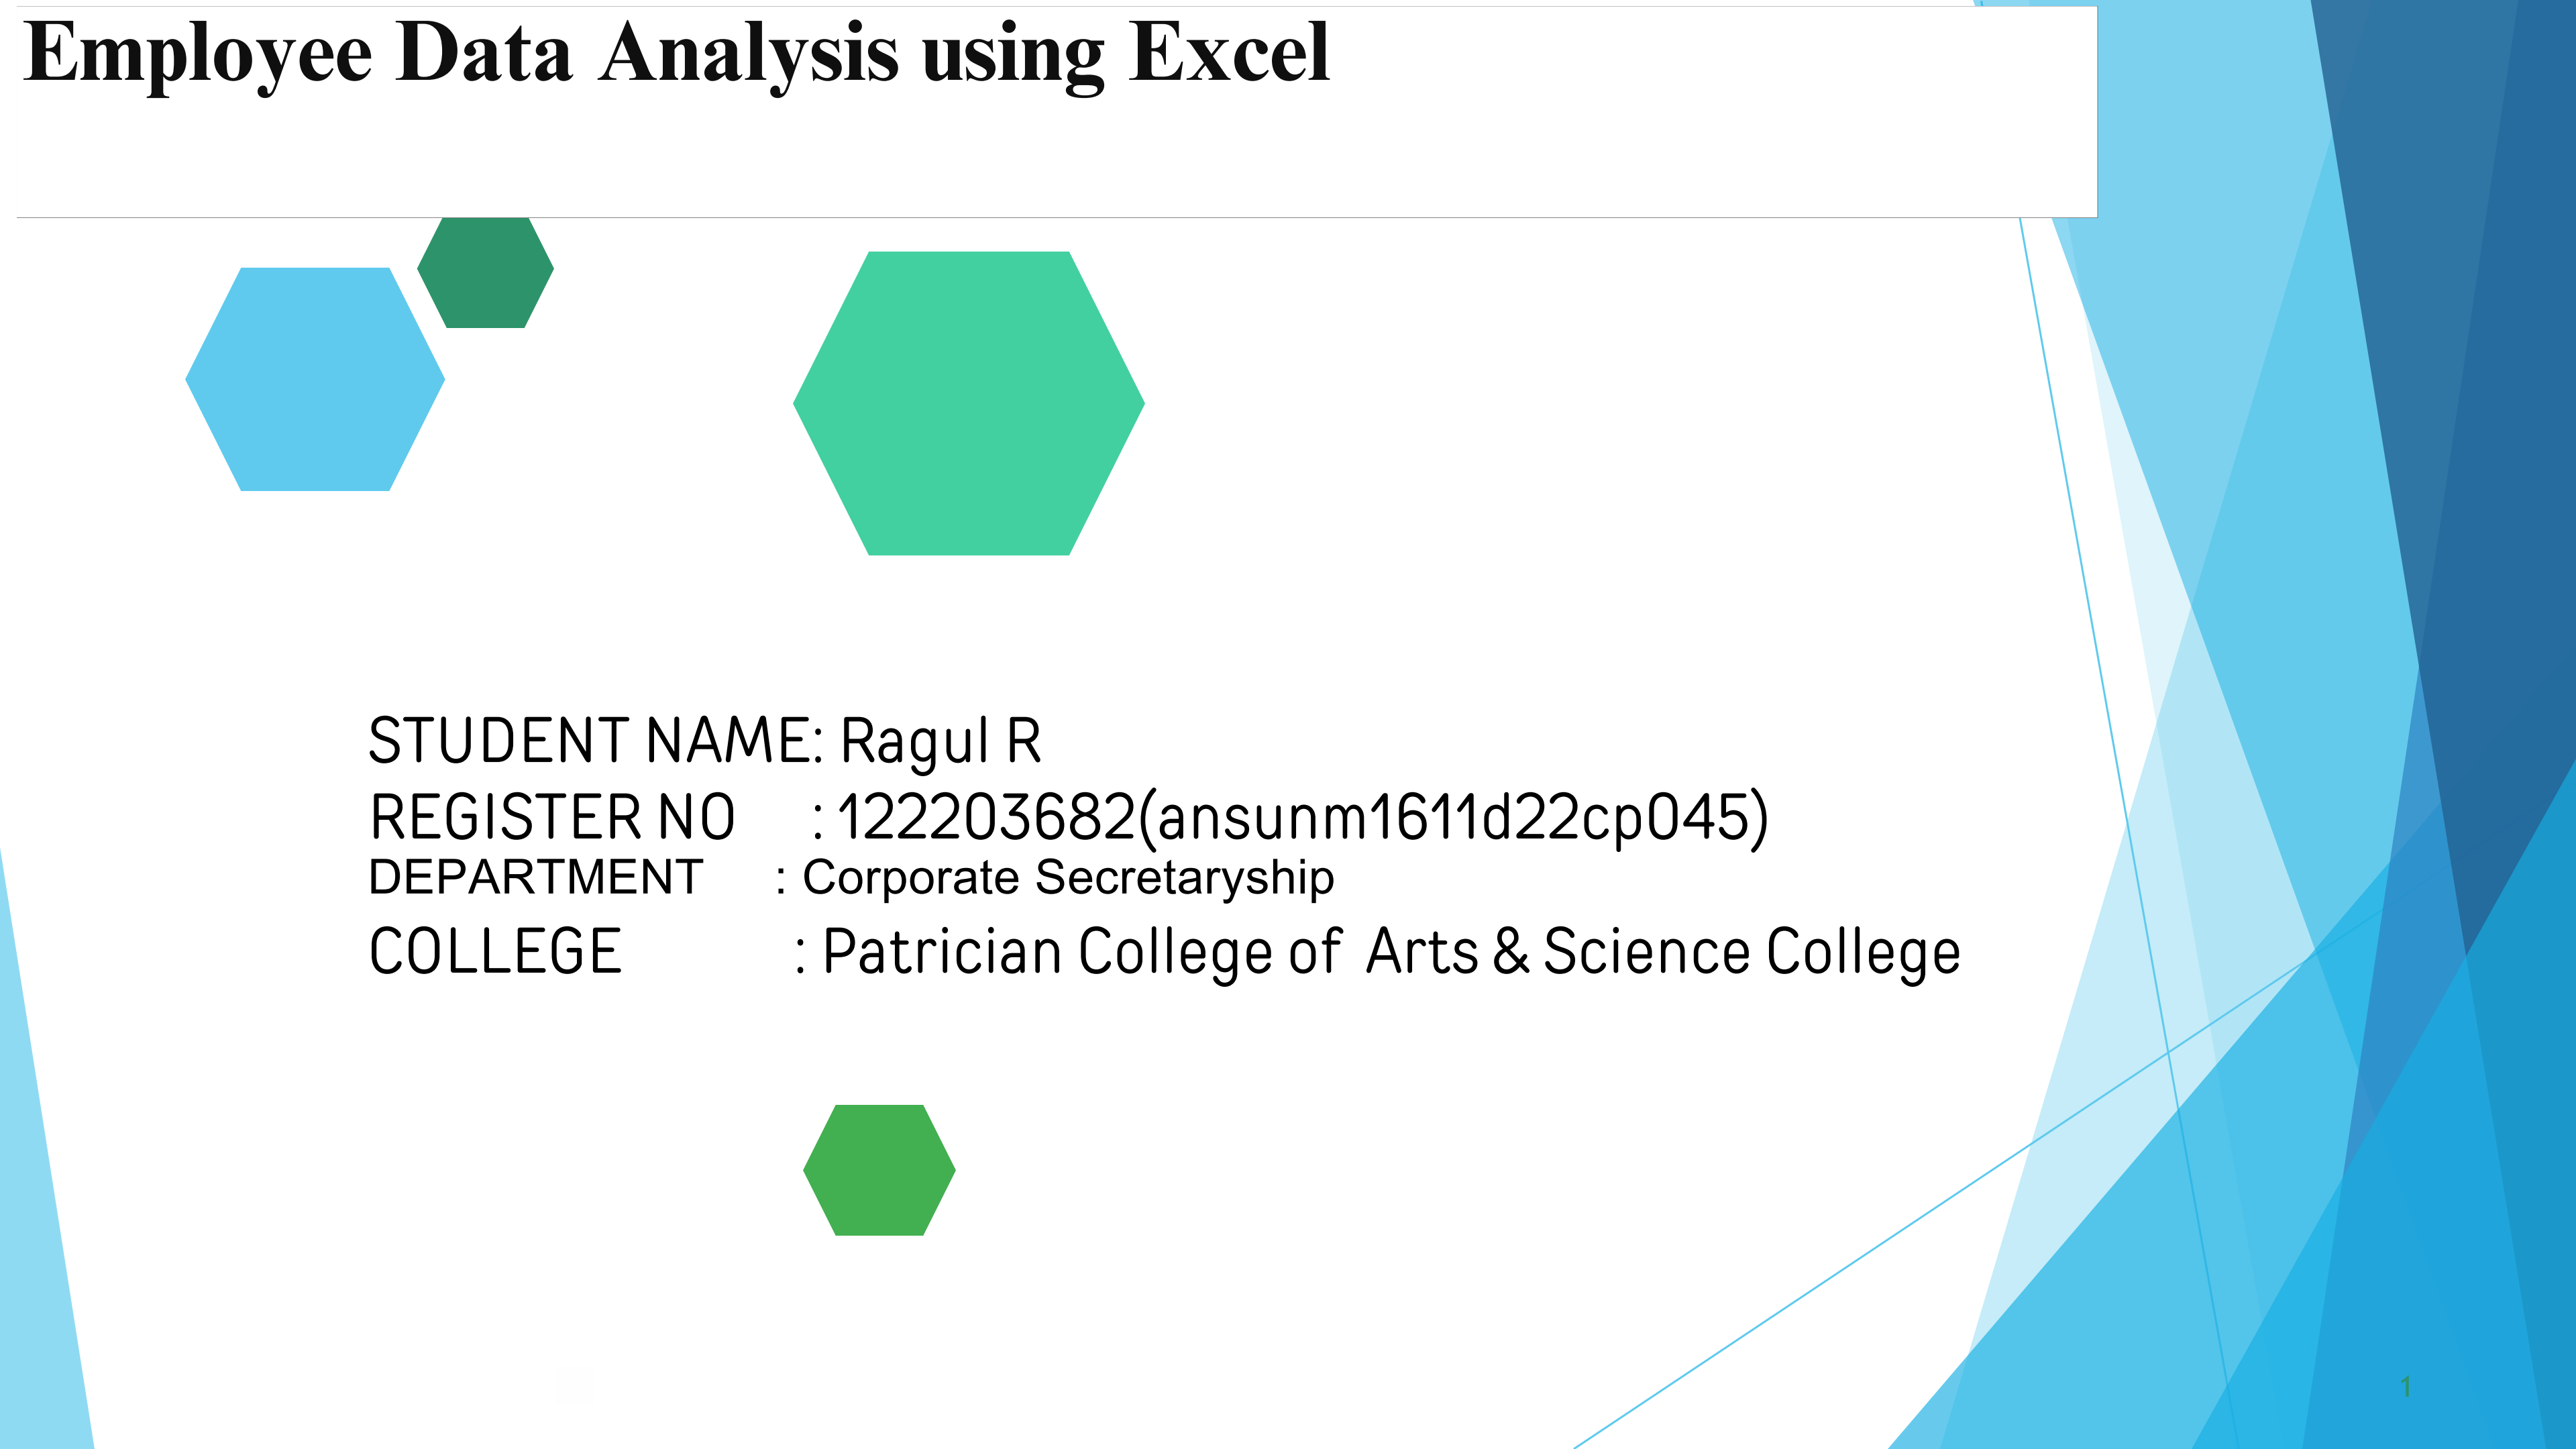 Employee Data Analysis using Excel
STUDENT NAME: Ragul R
REGISTER NO : 122203682(ansunm1611d22cp045)
DEPARTMENT : Corporate Secretaryship
COLLEGE : Patrician College of Arts & Science College
1